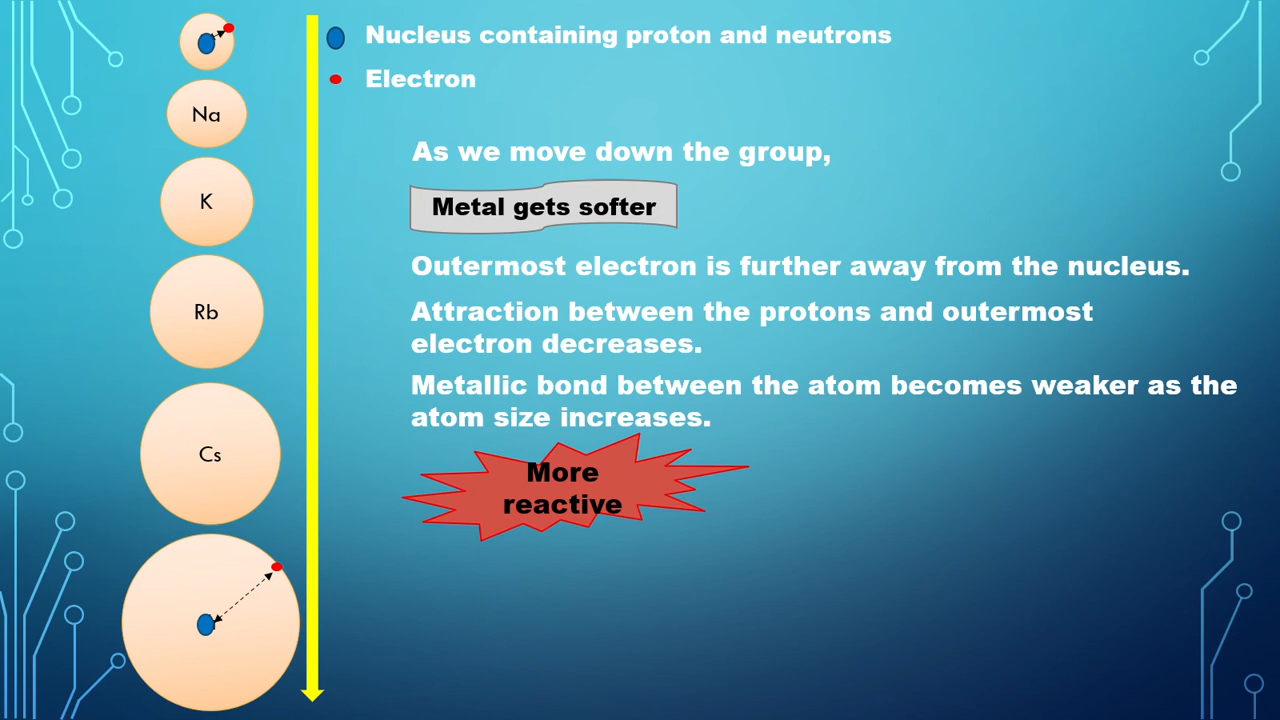 Nucleus containing proton and neutrons
Electron
Na
K
Rb
Cs
As we move down the group,
Metal gets softer
Outermost electron is further away from the nucleus.
Attraction between the protons and outermost
electron decreases.
Metallic bond between the atom becomes weaker as the
atom size increases.
More
reactive